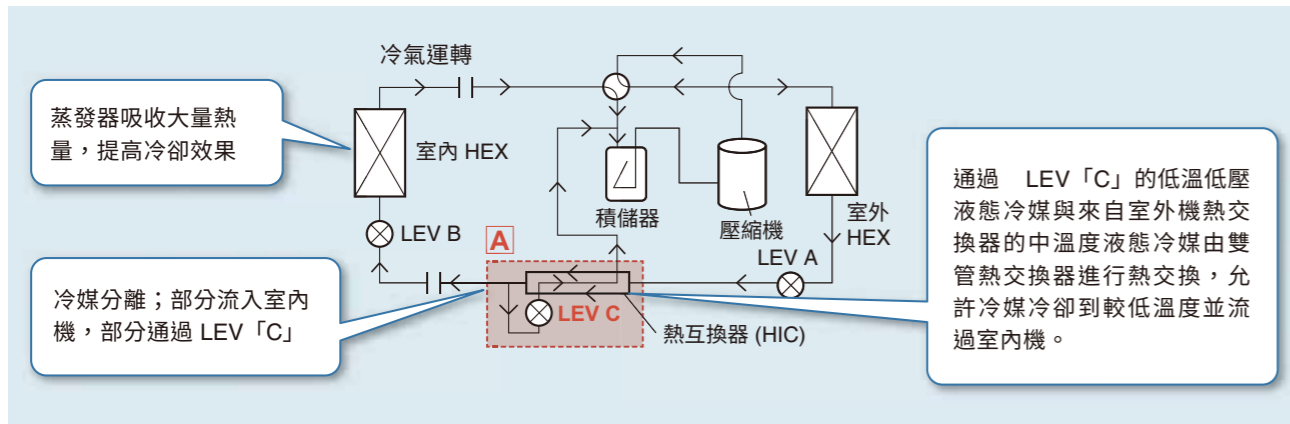 冷氣運轉
蒸發器吸收大量熱
量，提高冷卻效果
室內 HEX
積儲器
壓縮機
室外
HEX
LEV B
A
LEV A
LEV C
熱互換器 (HIC)
冷媒分離；部分流入室內
機，部分通過 LEV「C」
通過　LEV「C」的低溫低壓
液態冷媒與來自室外機熱交
換器的中溫度液態冷媒由雙
管熱交換器進行熱交換，允
許冷媒冷卻到較低溫度並流
過室內機。